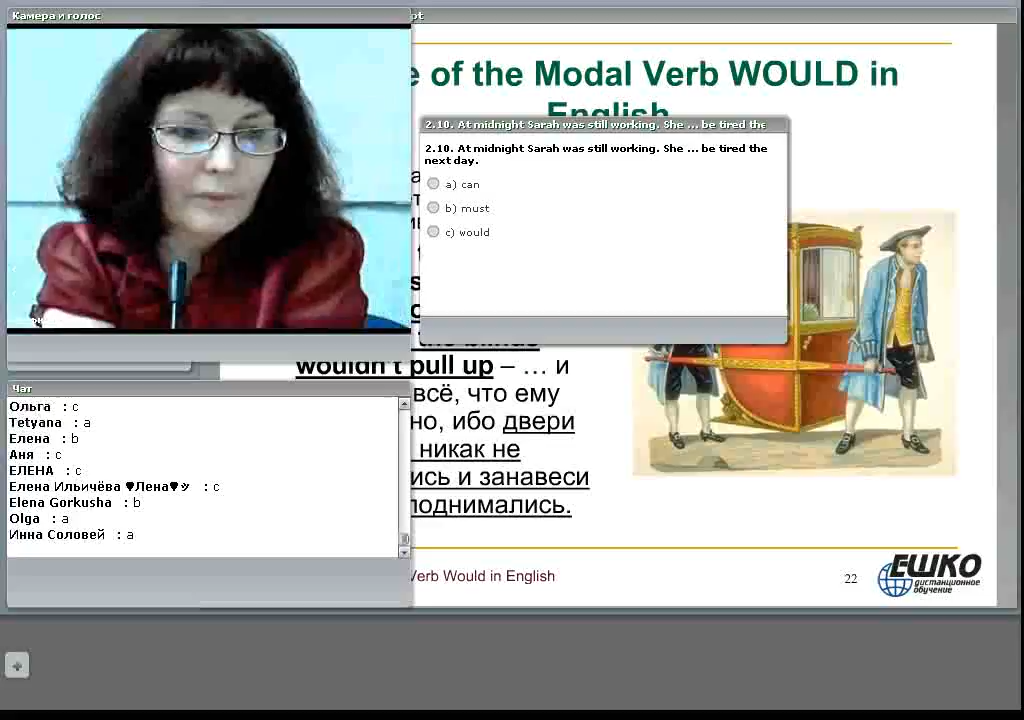 Камера и голос
pt
e of the Modal Verb WOULD in
English
2.10. At midnight Sarah was still working. She ... be tired the
2.10. At midnight Sarah was still working. She ... be tired the
next day.
a) can
b) must
c) would
wouldn't pull up – … и
всё, что ему
но, ибо двери
никак не
ись и занавеси
поднимались.
Чат
Ольга : c
Tetyana : a
Елена : b
Аня : c
ЕЛЕНА : c
Елена Ильичёва ♥Лена♥ツ : c
Elena Gorkusha : b
Olga : a
Инна Соловей : a
Verb Would in English
22
ЕШКО
дистанционное
обучение